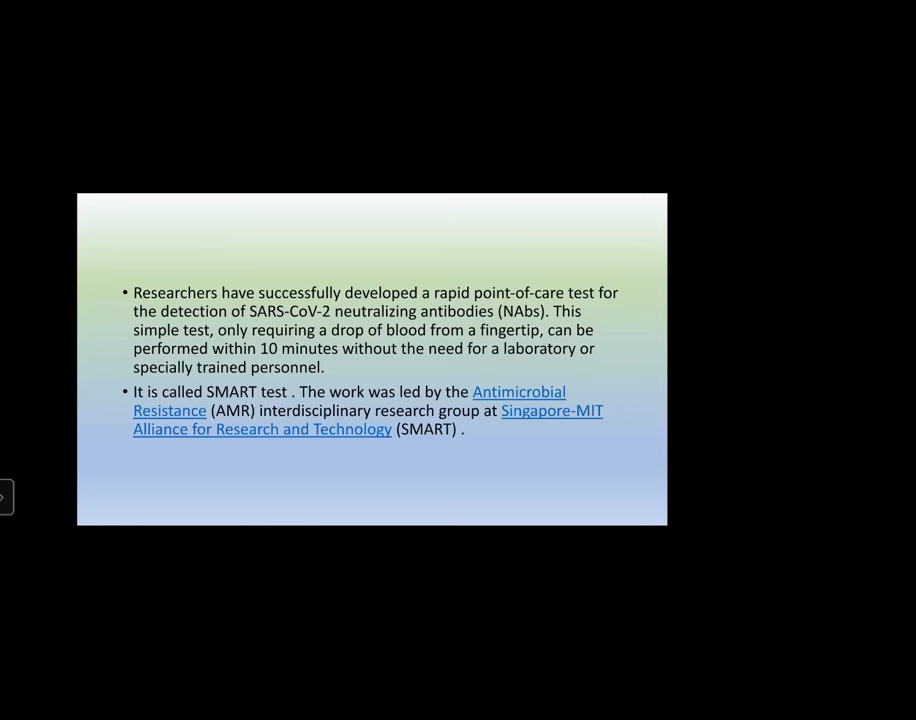 • Researchers have successfully developed a rapid point-of-care test for
the detection of SARS-CoV-2 neutralizing antibodies (NAbs). This
simple test, only requiring a drop of blood from a fingertip, can be
performed within 10 minutes without the need for a laboratory or
specially trained personnel.
• It is called SMART test . The work was led by the Antimicrobial
Resistance (AMR) interdisciplinary research group at Singapore-MIT
Alliance for Research and Technology (SMART) .